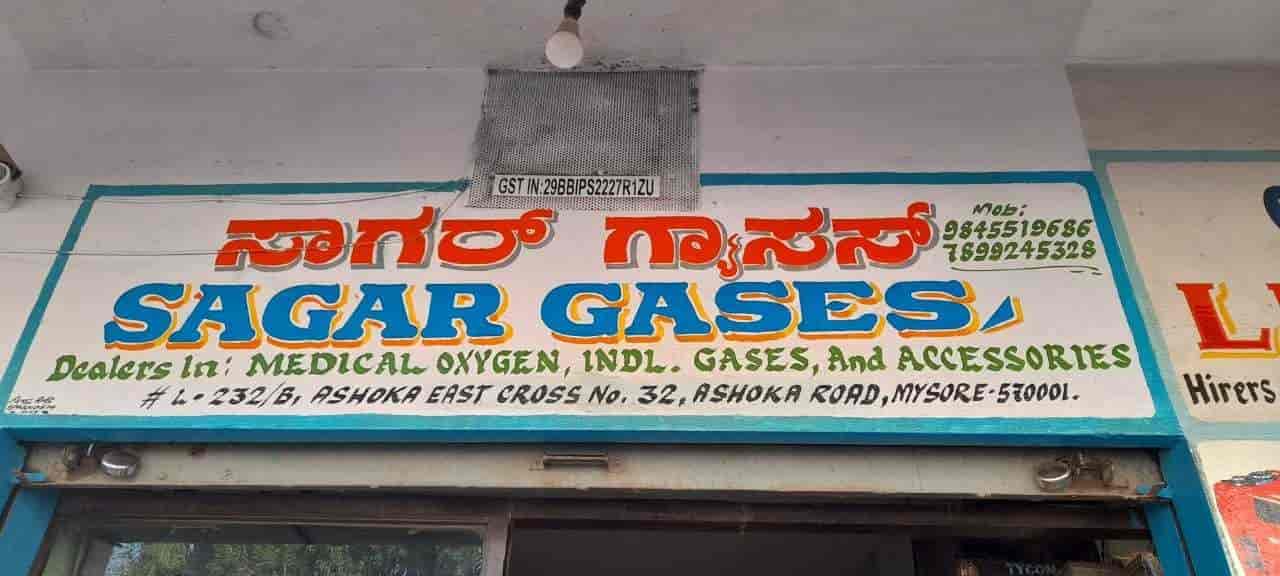 GST IN:29BBIPS2227R1ZU
ಸಾಗರ್ ಗ್ಯಾಸಸ್
Mob:
9845519686
7899245328
SAGAR GASES
Dealers In: MEDICAL OXYGEN, INDL. GASES, And ACCESSORIES
# L-232/B, ASHOKA EAST CROSS No. 32, ASHOKA ROAD, MYSORE-570001.
Hirers
TYCON